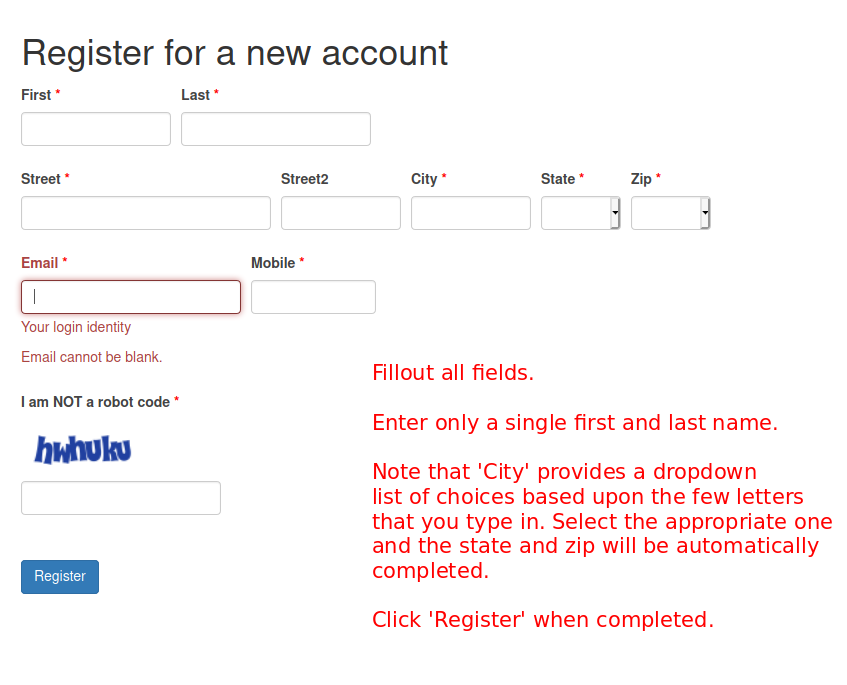 Register for a new account
First * Last *
Street * Street2 City * State * Zip *
Email * Mobile *
Your login identity
Email cannot be blank.
I am NOT a robot code *
hwhuku
Register
Fillout all fields.
Enter only a single first and last name.
Note that 'City' provides a dropdown
list of choices based upon the few letters
that you type in. Select the appropriate one
and the state and zip will be automatically
completed.
Click 'Register' when completed.